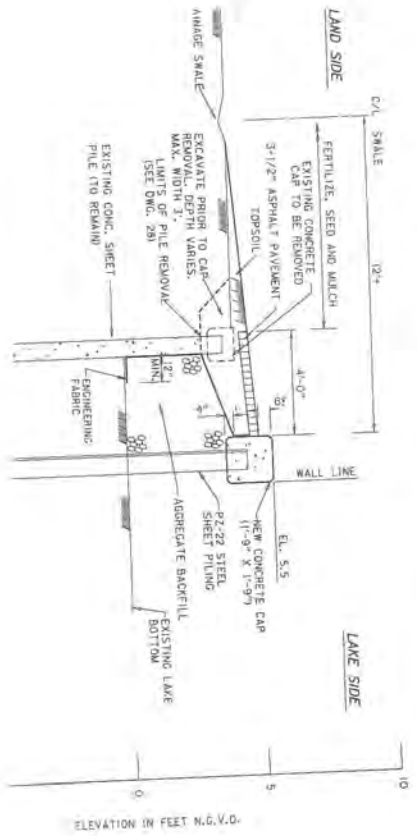 LAND SIDE
LAKE SIDE
C/L SWALE
12'±
FERTILIZE, SEED AND MULCH
EXISTING CONCRETE
CAP TO BE REMOVED
3-1/2" ASPHALT PAVEMENT
TOPSOIL
AINAGE SWALE
EXCAVATE PRIOR TO CAP
REMOVAL. DEPTH VARIES.
MAX. WIDTH 3'.
LIMITS OF PILE REMOVAL
(SEE DWG. 28)
EXISTING CONC. SHEET
PILE (TO REMAIN)
4'-0"
6"
4"
12"
MIN.
ENGINEERING
FABRIC
WALL LINE
EL. 5.5
NEW CONCRETE CAP
(1'-9" X 1'-9")
PZ-22 STEEL
SHEET PILING
AGGREGATE BACKFILL
EXISTING LAKE
BOTTOM
10
5
0
ELEVATION IN FEET N.G.V.D.